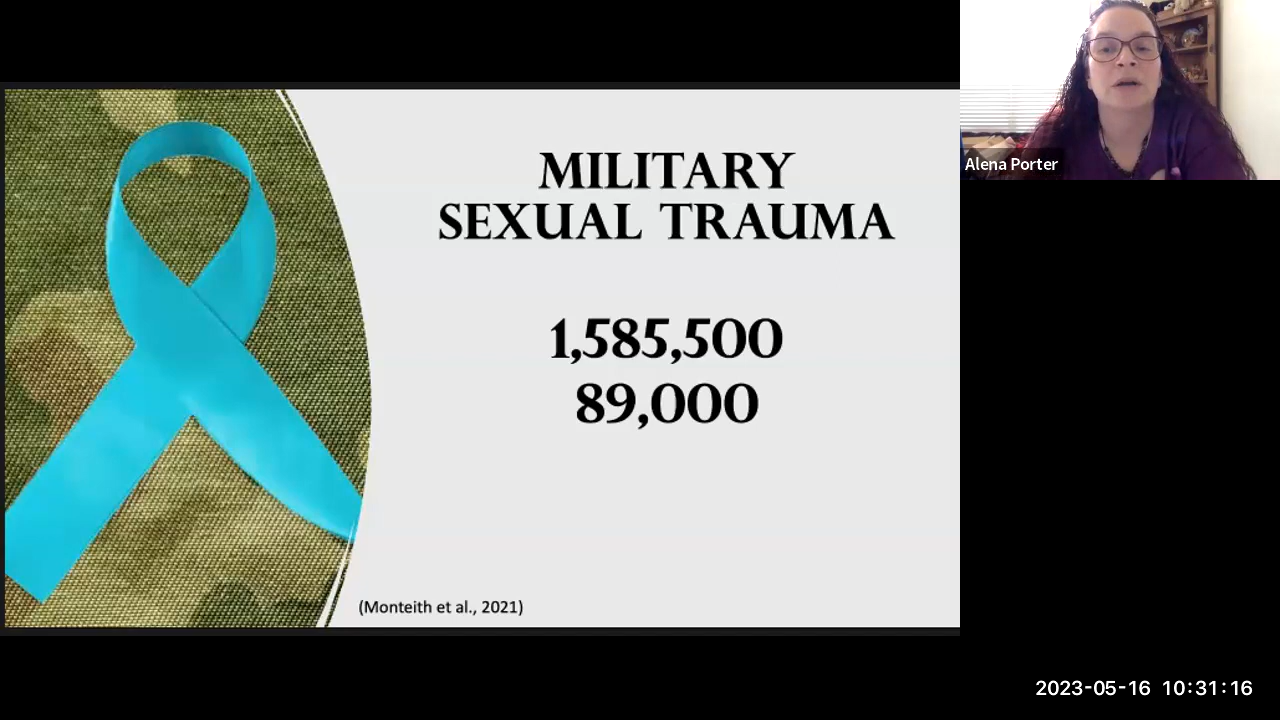 MILITARY
SEXUAL TRAUMA
1,585,500
89,000
(Monteith et al., 2021)
Alena Porter
2023-05-16 10:31:16